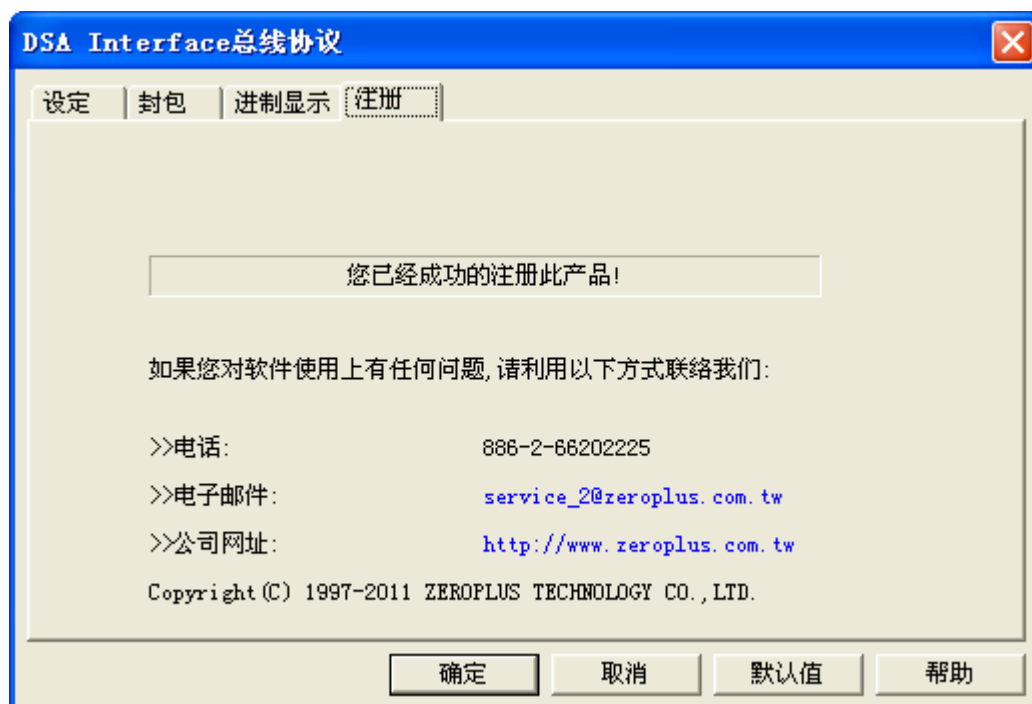 DSA Interface总线协议
设定 封包 进制显示 注册
您已经成功的注册此产品!
如果您对软件使用上有任何问题,请利用以下方式联络我们:
>>电话: 886-2-66202225
>>电子邮件: service_2@zeroplus.com.tw
>>公司网址: http://www.zeroplus.com.tw
Copyright(C) 1997-2011 ZEROPLUS TECHNOLOGY CO.,LTD.
确定 取消 默认值 帮助